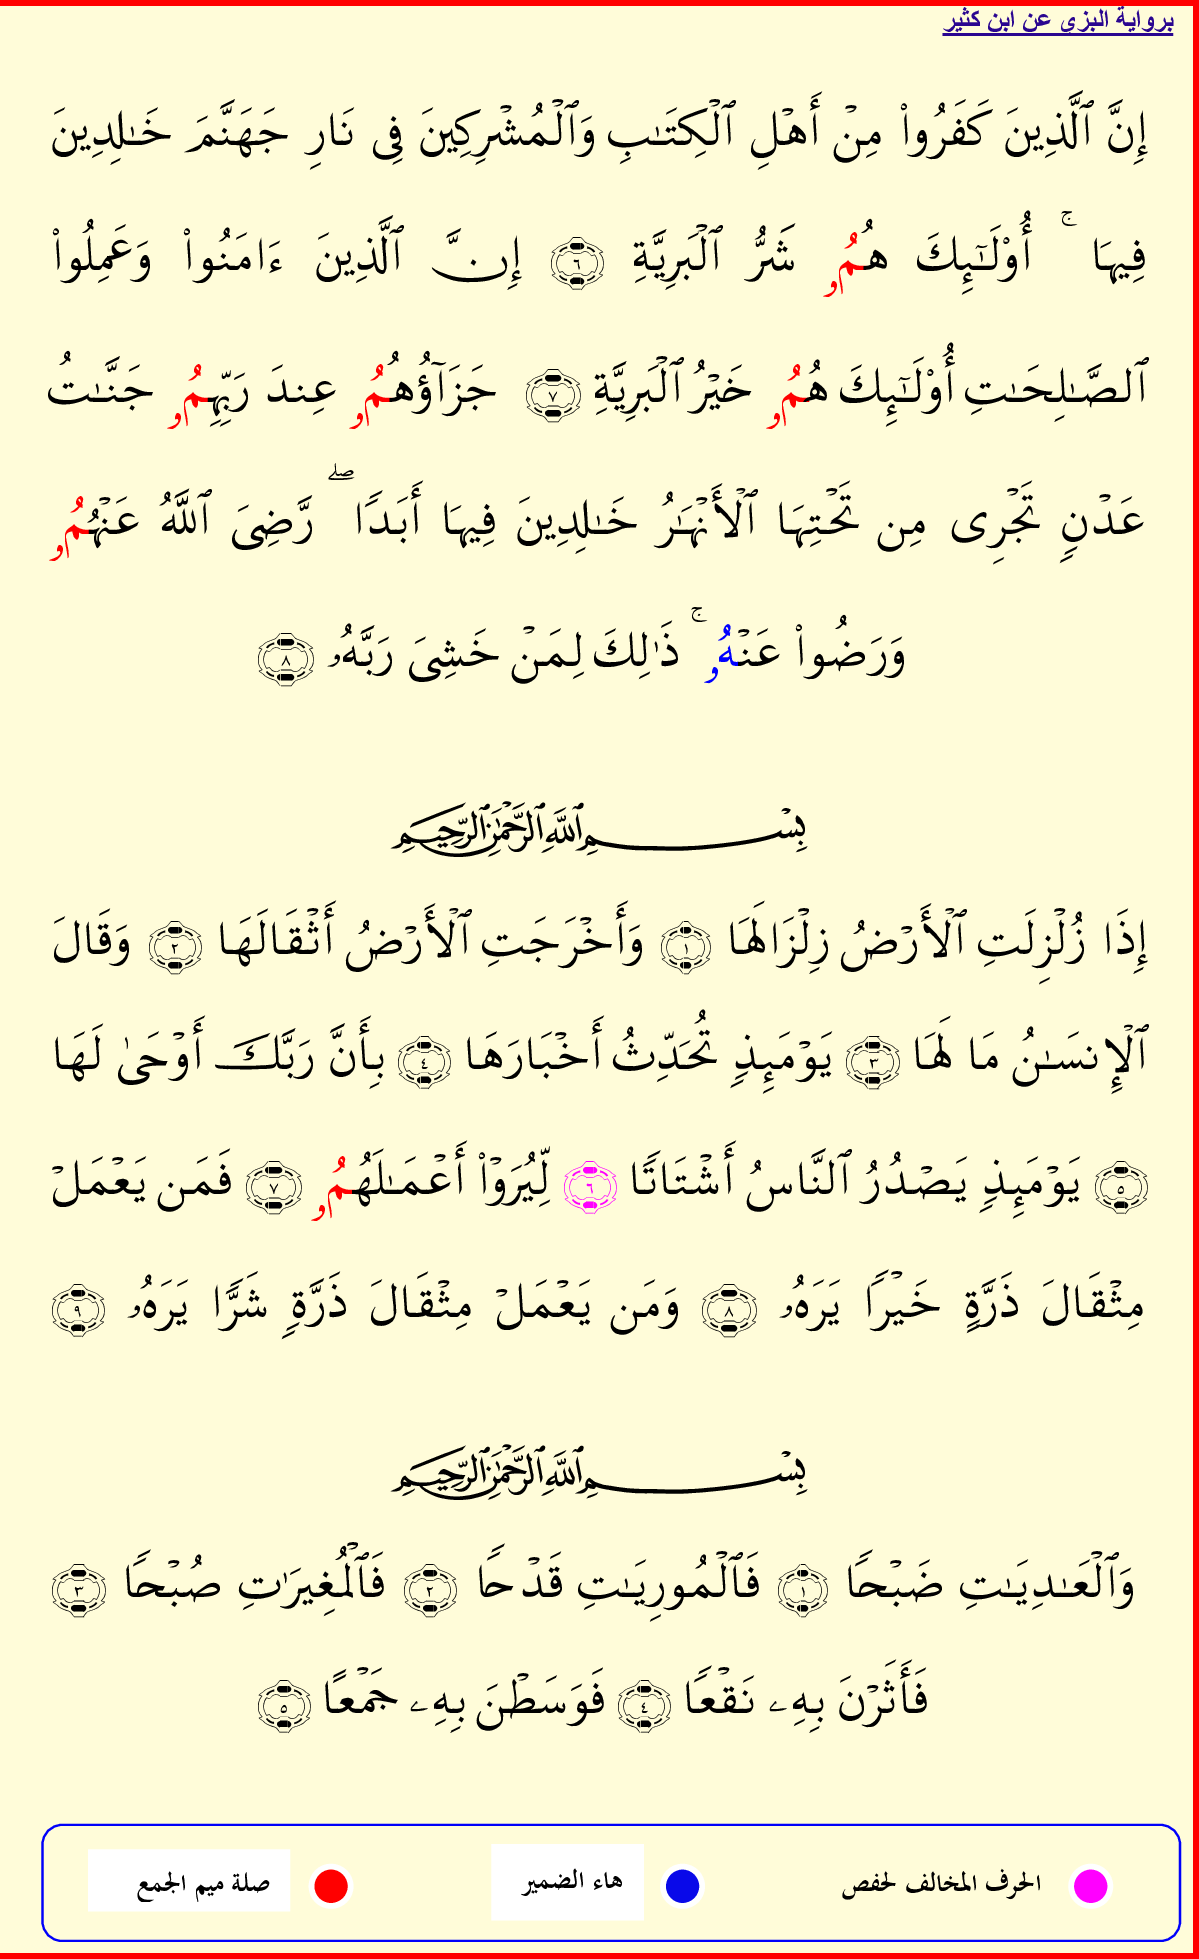 برواية البزي عن ابن كثير
إِنَّ ٱلَّذِينَ كَفَرُوا۟ مِنۡ أَهۡلِ ٱلۡكِتَـٰبِ وَٱلۡمُشۡرِكِينَ فِى نَارِ جَهَنَّمَ خَـٰلِدِينَ
فِيهَا ۚ أُو۟لَـٰٓئِكَ هُمُۥ شَرُّ ٱلۡبَرِيَّةِ ٦ إِنَّ ٱلَّذِينَ ءَامَنُوا۟ وَعَمِلُوا۟
ٱلصَّـٰلِحَـٰتِ أُو۟لَـٰٓئِكَ هُمُۥ خَيۡرُ ٱلۡبَرِيَّةِ ٧ جَزَآؤُهُمُۥ عِندَ رَبِّهِمُۥ جَنَّـٰتُ
عَدۡنٍ تَجۡرِى مِن تَحۡتِهَا ٱلۡأَنۡهَـٰرُ خَـٰلِدِينَ فِيهَا أَبَدًا ۖ رَّضِىَ ٱللَّهُ عَنۡهُمُۥ
وَرَضُوا۟ عَنۡهُۥ ۚ ذَٰلِكَ لِمَنۡ خَشِىَ رَبَّهُۥ ٨
بِسۡمِ ٱللَّهِ ٱلرَّحۡمَـٰنِ ٱلرَّحِيمِ
إِذَا زُلۡزِلَتِ ٱلۡأَرۡضُ زِلۡزَالَهَا ١ وَأَخۡرَجَتِ ٱلۡأَرۡضُ أَثۡقَالَهَا ٢ وَقَالَ
ٱلۡإِنسَـٰنُ مَا لَهَا ٣ يَوۡمَئِذٍ تُحَدِّثُ أَخۡبَارَهَا ٤ بِأَنَّ رَبَّكَ أَوۡحَىٰ لَهَا
٥ يَوۡمَئِذٍ يَصۡدُرُ ٱلنَّاسُ أَشۡتَاتًا ٦ لِّيُرَوۡا۟ أَعۡمَـٰلَهُمُۥ ٧ فَمَن يَعۡمَلۡ
مِثۡقَالَ ذَرَّةٍ خَيۡرًا يَرَهُۥ ٨ وَمَن يَعۡمَلۡ مِثۡقَالَ ذَرَّةٍ شَرًّا يَرَهُۥ ٩
بِسۡمِ ٱللَّهِ ٱلرَّحۡمَـٰنِ ٱلرَّحِيمِ
وَٱلۡعَـٰدِيَـٰتِ ضَبۡحًا ١ فَٱلۡمُورِيَـٰتِ قَدۡحًا ٢ فَٱلۡمُغِيرَٰتِ صُبۡحًا ٣
فَأَثَرۡنَ بِهِۦ نَقۡعًا ٤ فَوَسَطۡنَ بِهِۦ جَمۡعًا ٥
الحرف المخالف لحفص هاء الضمير صلة ميم الجمع